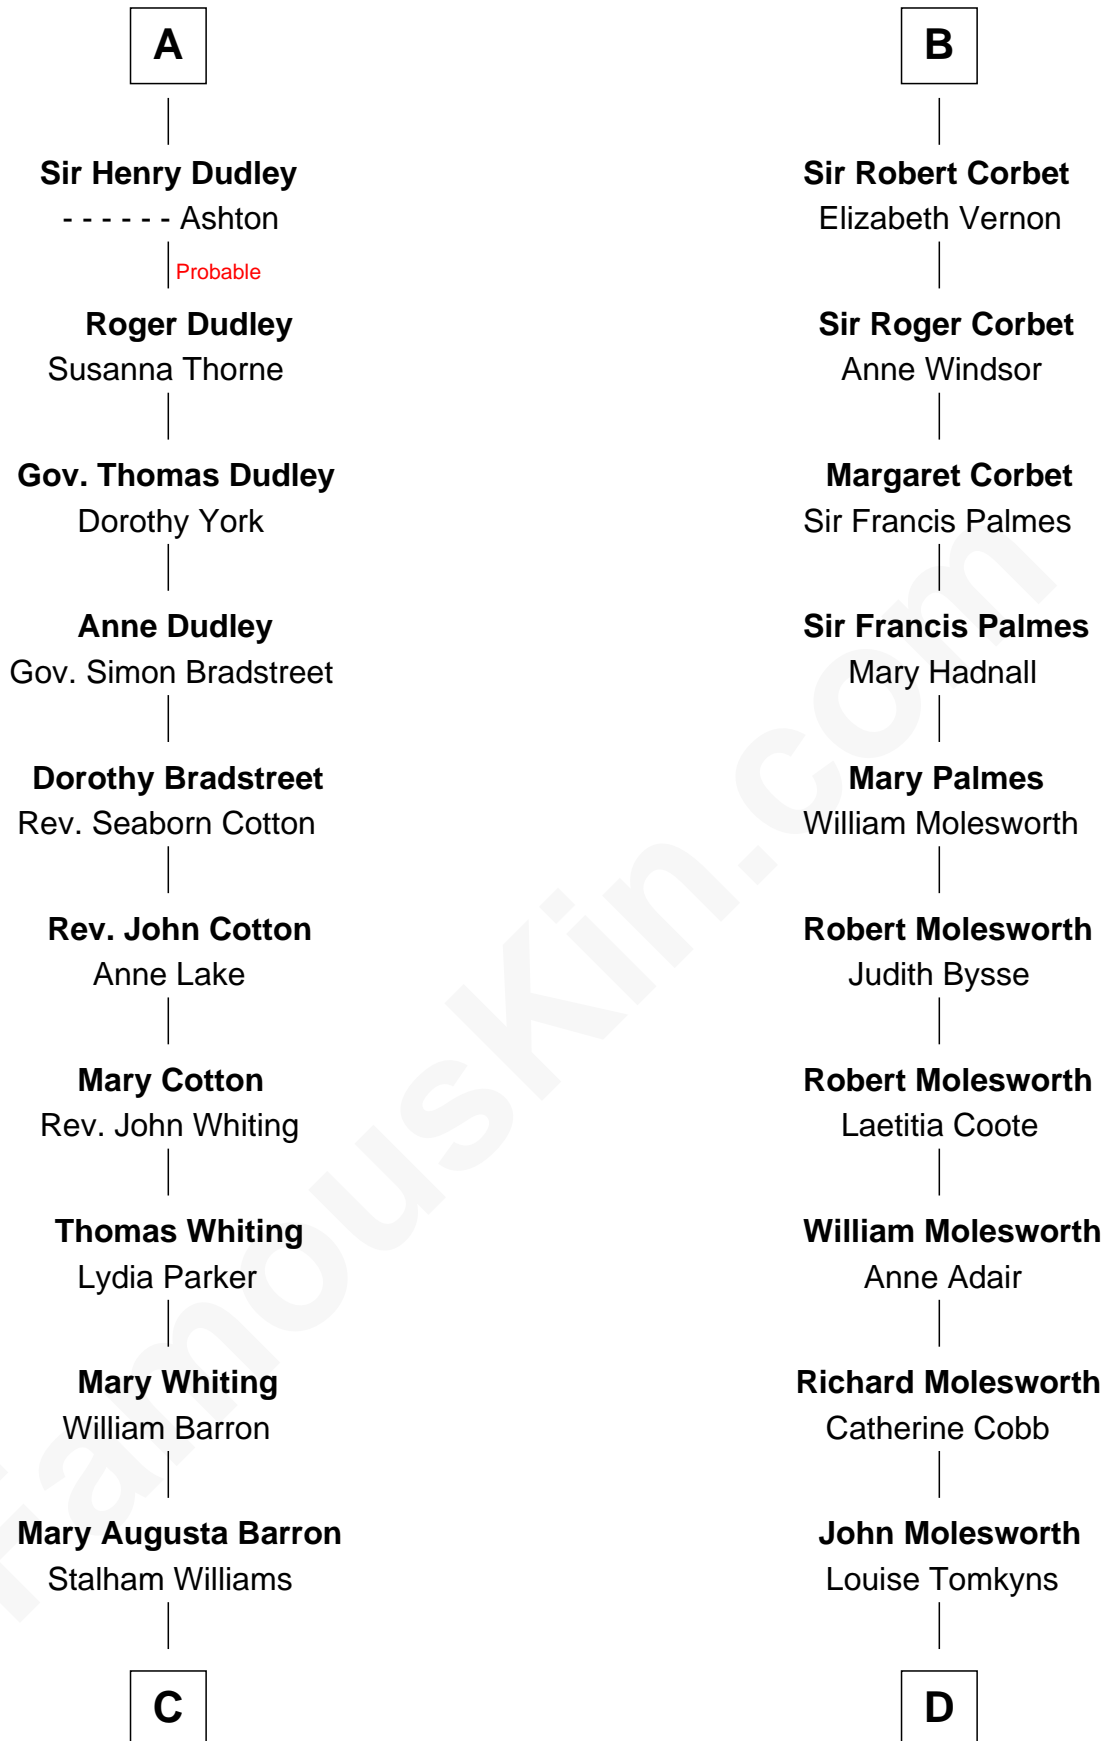 A
Sir Henry Dudley
- - - - - - Ashton
Probable
Roger Dudley
Susanna Thorne
Gov. Thomas Dudley
Dorothy York
Anne Dudley
Gov. Simon Bradstreet
Dorothy Bradstreet
Rev. Seaborn Cotton
Rev. John Cotton
Anne Lake
Mary Cotton
Rev. John Whiting
Thomas Whiting
Lydia Parker
Mary Whiting
William Barron
Mary Augusta Barron
Stalham Williams
C
B
Sir Robert Corbet
Elizabeth Vernon
Sir Roger Corbet
Anne Windsor
Margaret Corbet
Sir Francis Palmes
Sir Francis Palmes
Mary Hadnall
Mary Palmes
William Molesworth
Robert Molesworth
Judith Bysse
Robert Molesworth
Laetitia Coote
William Molesworth
Anne Adair
Richard Molesworth
Catherine Cobb
John Molesworth
Louise Tomkyns
D
FamousKin.com